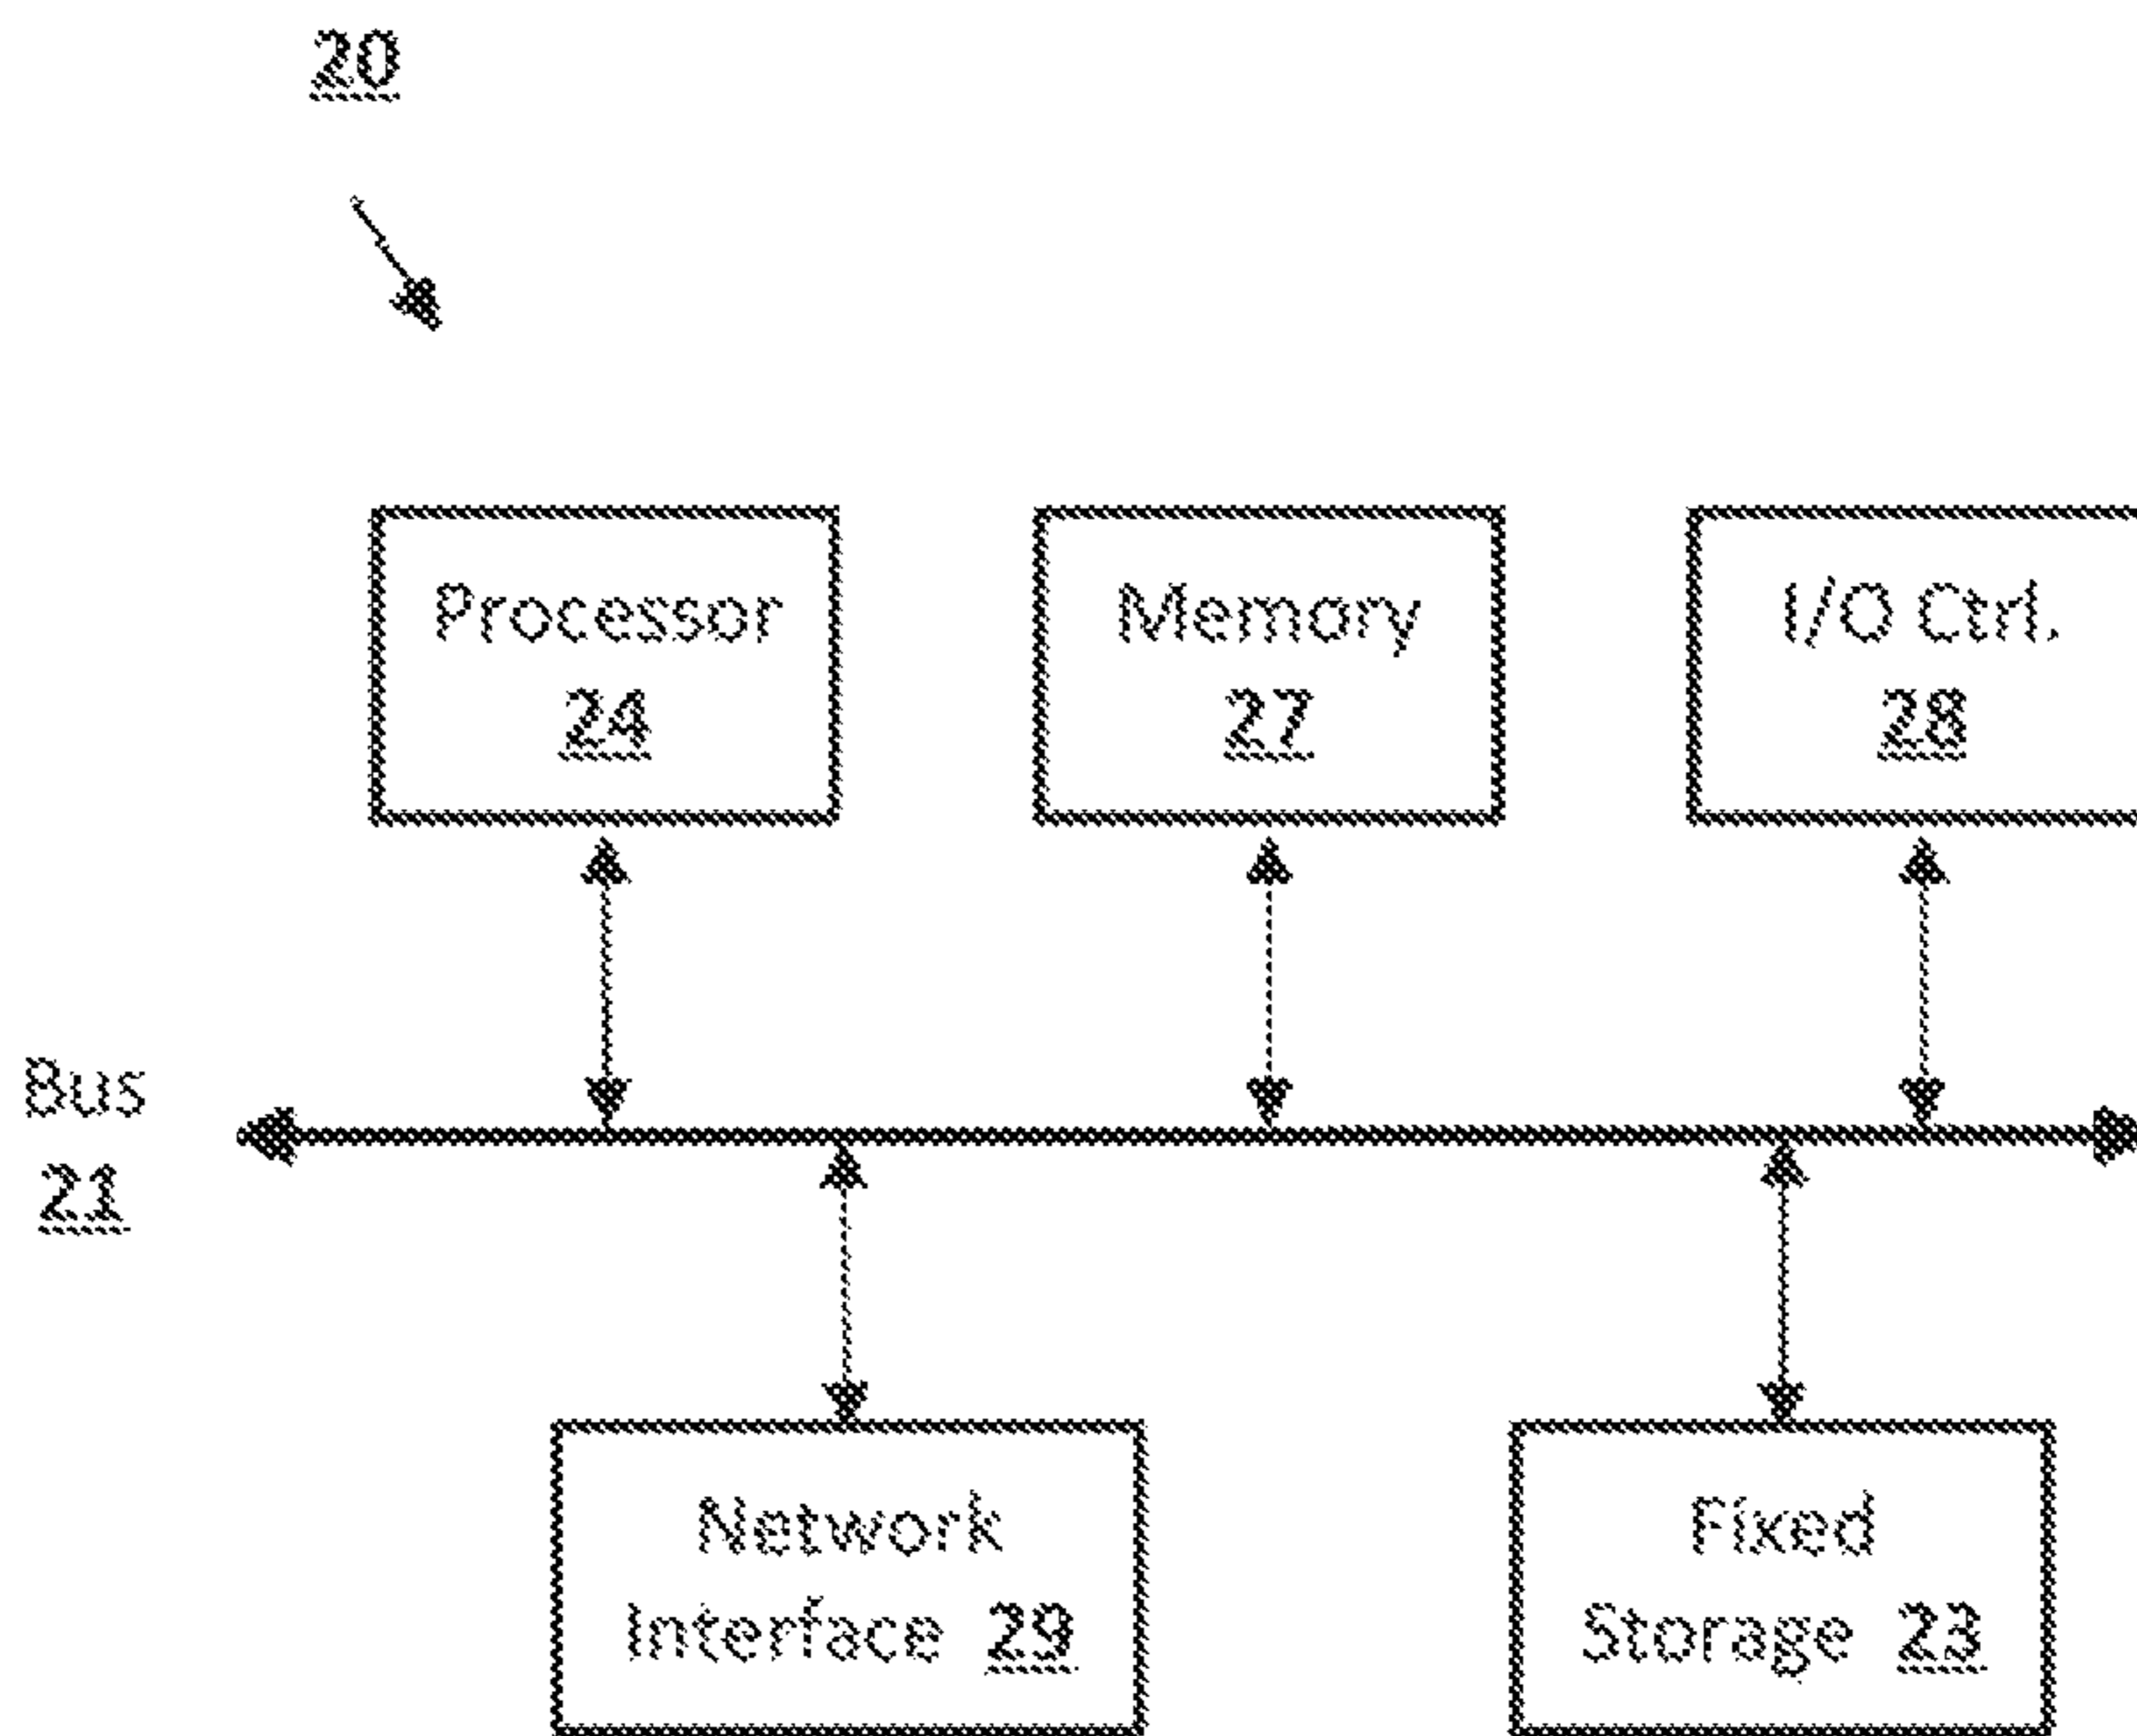 20
Processor
24
Memory
27
I/O Ctrl.
28
Bus
21
Network
Interface 29
Fixed
Storage 23